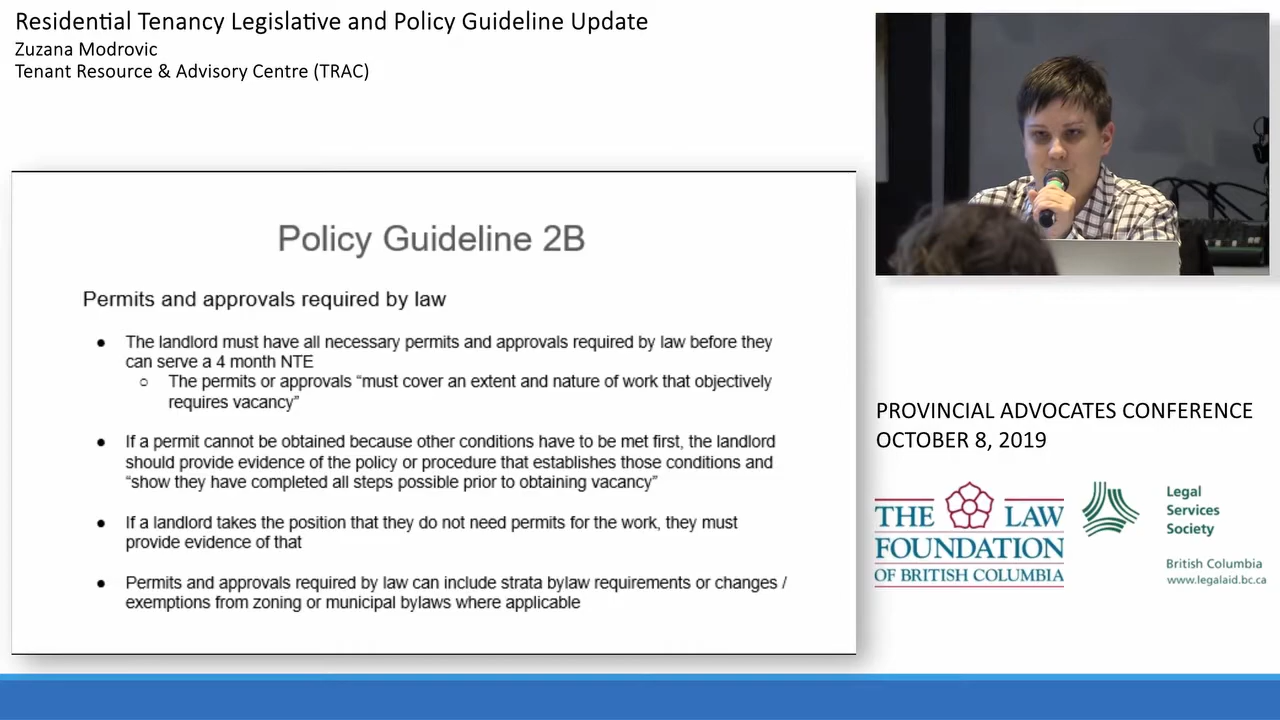 Residential Tenancy Legislative and Policy Guideline Update
Zuzana Modrovic
Tenant Resource & Advisory Centre (TRAC)
Policy Guideline 2B
Permits and approvals required by law
● The landlord must have all necessary permits and approvals required by law before they
can serve a 4 month NTE
○ The permits or approvals “must cover an extent and nature of work that objectively
requires vacancy”
● If a permit cannot be obtained because other conditions have to be met first, the landlord
should provide evidence of the policy or procedure that establishes those conditions and
“show they have completed all steps possible prior to obtaining vacancy”
● If a landlord takes the position that they do not need permits for the work, they must
provide evidence of that
● Permits and approvals required by law can include strata bylaw requirements or changes /
exemptions from zoning or municipal bylaws where applicable
PROVINCIAL ADVOCATES CONFERENCE
OCTOBER 8, 2019
THE LAW
FOUNDATION
OF BRITISH COLUMBIA
Legal
Services
Society
British Columbia
www.legalaid.bc.ca